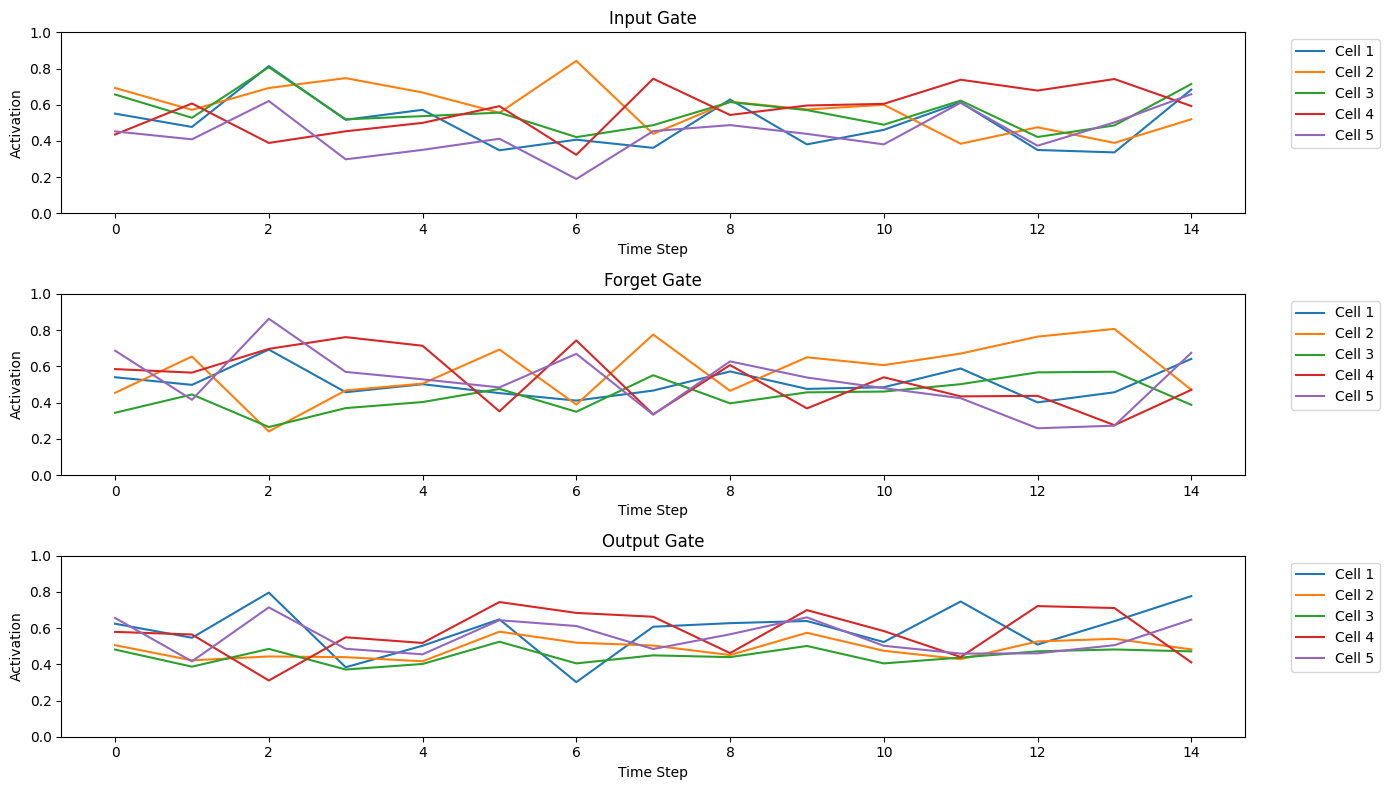 Input Gate
1.0
0.8
0.6
0.4
0.2
0.0
Activation
0 2 4 6 8 10 12 14
Time Step
Cell 1
Cell 2
Cell 3
Cell 4
Cell 5
Forget Gate
1.0
0.8
0.6
0.4
0.2
0.0
Activation
0 2 4 6 8 10 12 14
Time Step
Cell 1
Cell 2
Cell 3
Cell 4
Cell 5
Output Gate
1.0
0.8
0.6
0.4
0.2
0.0
Activation
0 2 4 6 8 10 12 14
Time Step
Cell 1
Cell 2
Cell 3
Cell 4
Cell 5